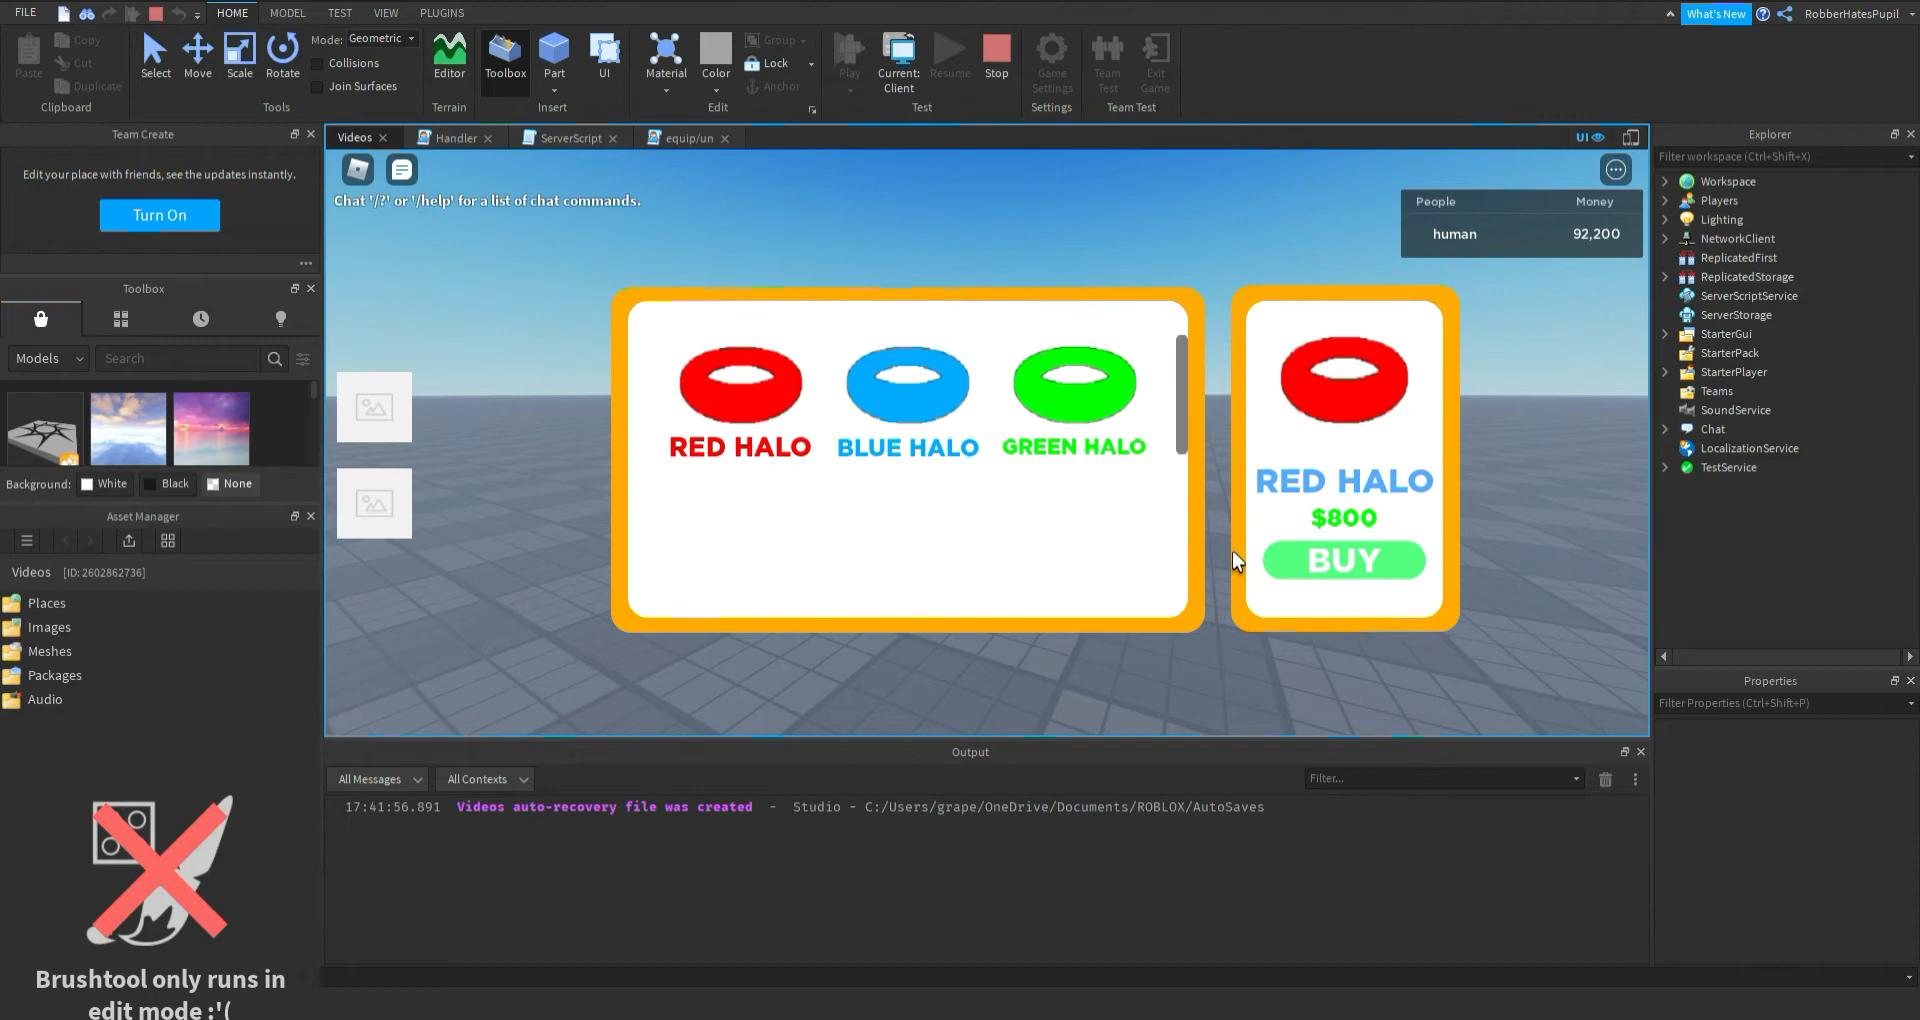 FILE HOME MODEL TEST VIEW PLUGINS What's New RobberHatesPupil
Paste Copy Cut Duplicate Clipboard
Select Move Scale Rotate Mode: Geometric Collisions Join Surfaces Tools
Editor Terrain
Toolbox Part UI Insert
Material Color Group Lock Anchor Edit
Play Current: Client Resume Stop Test
Game Settings Settings
Team Test Exit Game Team Test
Team Create
Edit your place with friends, see the updates instantly.
Turn On
Toolbox
Models Search
Background: White Black None
Asset Manager
Videos [ID: 2602862736]
Places
Images
Meshes
Packages
Audio
Brushtool only runs in
edit mode :'(
Videos Handler ServerScript equip/un UI
Chat '/?' or '/help' for a list of chat commands.
People Money
human 92,200
RED HALO BLUE HALO GREEN HALO
RED HALO
$800
BUY
Output
All Messages All Contexts Filter...
17:41:56.891 Videos auto-recovery file was created - Studio - C:/Users/grape/OneDrive/Documents/ROBLOX/AutoSaves
Explorer
Filter workspace (Ctrl+Shift+X)
Workspace
Players
Lighting
NetworkClient
ReplicatedFirst
ReplicatedStorage
ServerScriptService
ServerStorage
StarterGui
StarterPack
StarterPlayer
Teams
SoundService
Chat
LocalizationService
TestService
Properties
Filter Properties (Ctrl+Shift+P)